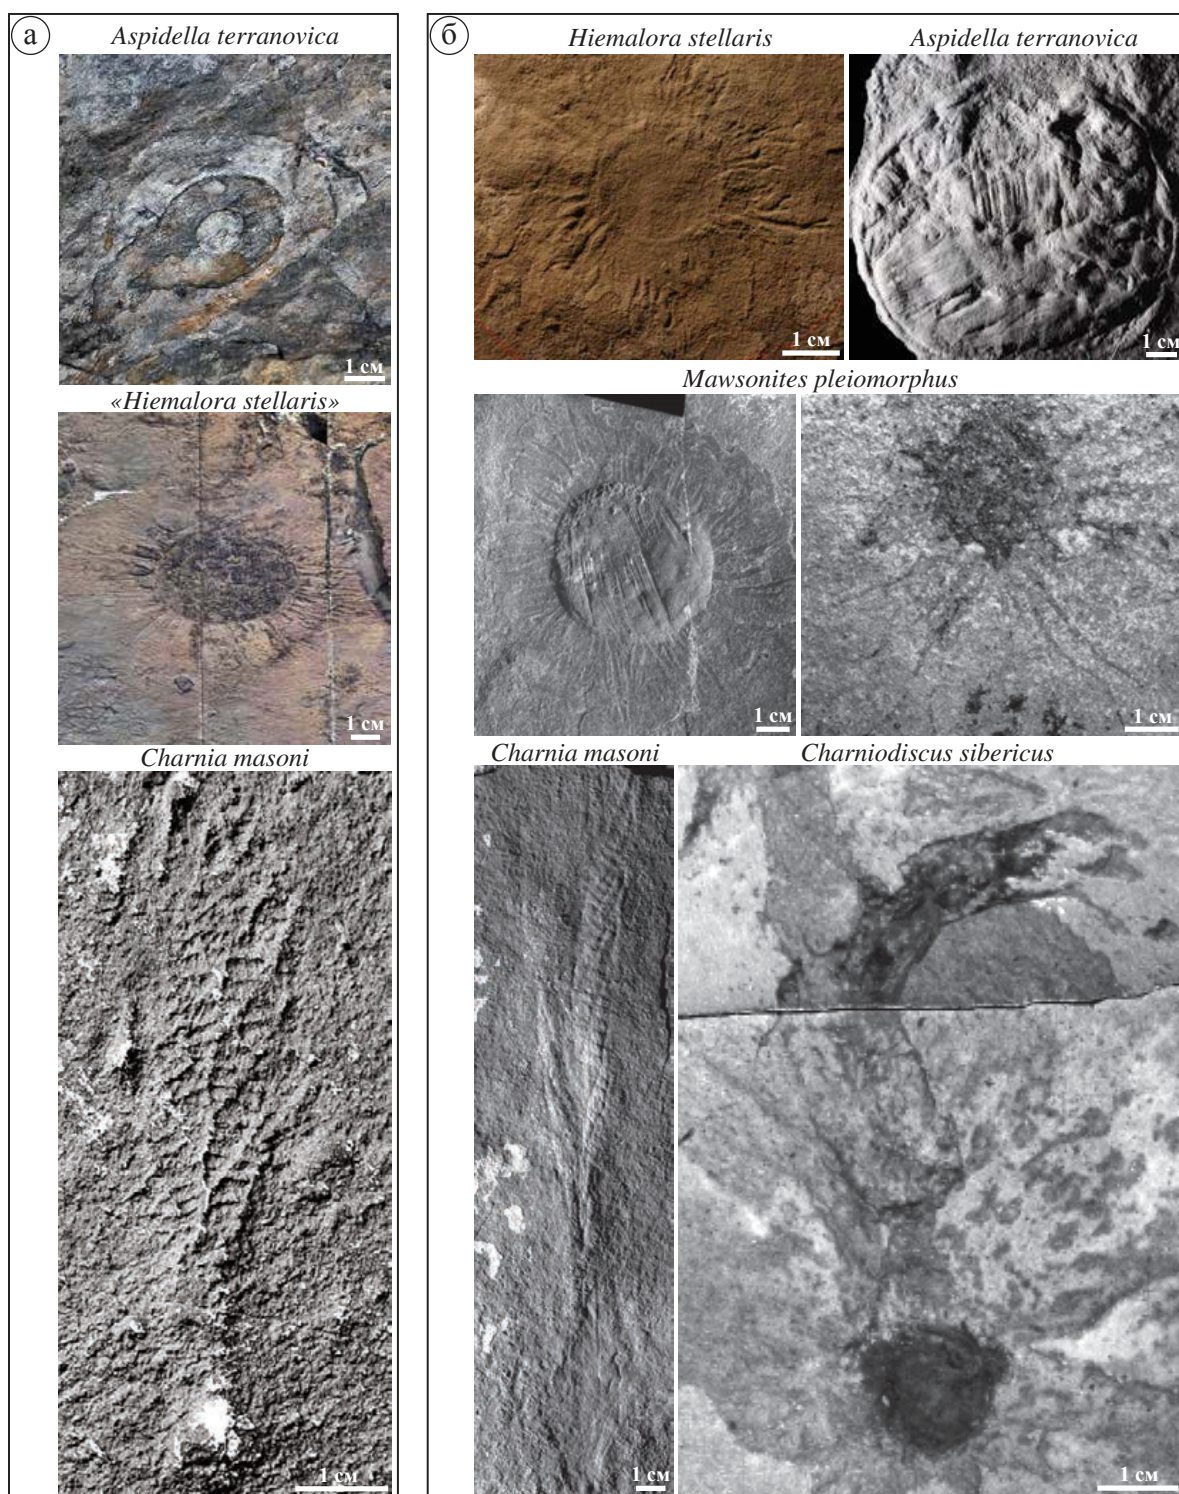 а
Aspidella terranovica
1 см
«Hiemalora stellaris»
1 см
Charnia masoni
1 см
б
Hiemalora stellaris
Aspidella terranovica
1 см
1 см
Mawsonites pleiomorphus
1 см
1 см
Charnia masoni
Charniodiscus sibericus
1 см
1 см